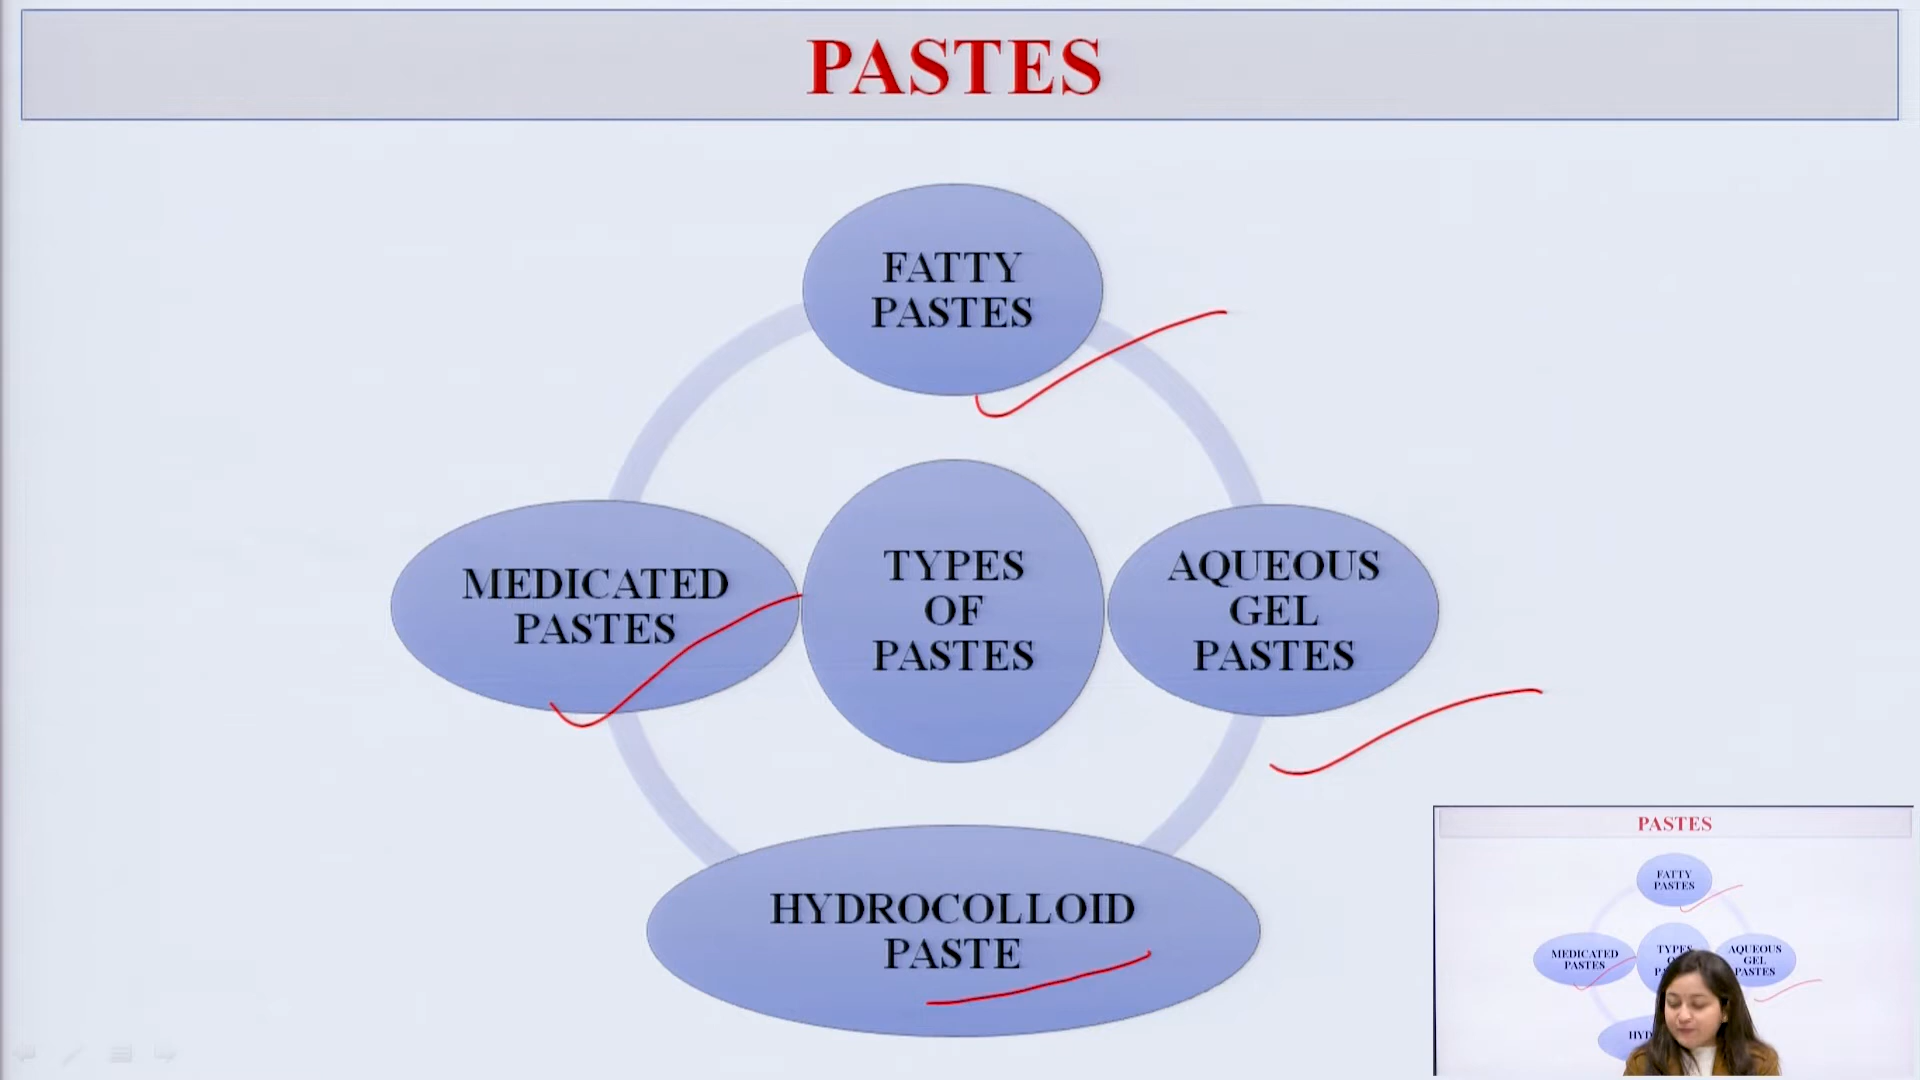 PASTES
FATTY
PASTES
MEDICATED
PASTES
TYPES
OF
PASTES
AQUEOUS
GEL
PASTES
HYDROCOLLOID
PASTE
PASTES
FATTY
PASTES
MEDICATED
PASTES
TYPES
AQUEOUS
GEL
PASTES